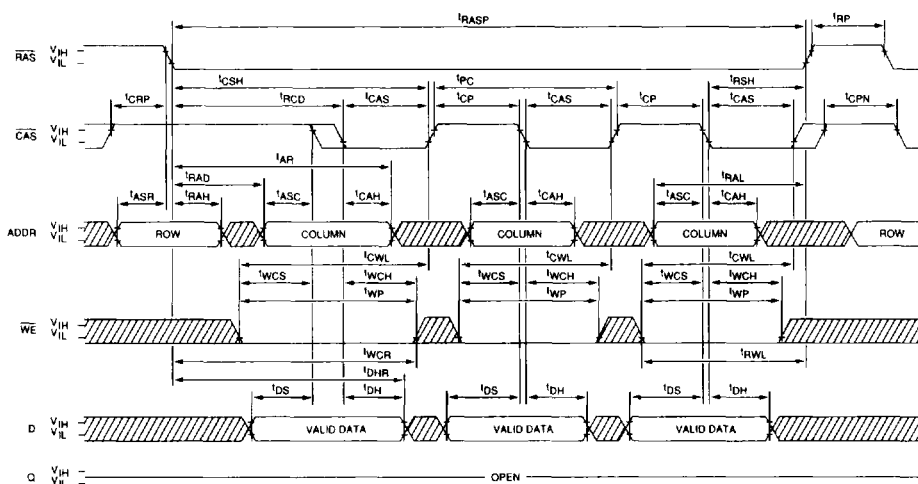 tRASP tRP
RAS VIH
VIL
tCSH tPC tRSH
tCRP tRCD tCAS tCP tCAS tCP tCAS tCPN
CAS VIH
VIL
tAR
tRAD tRAL
tASR tRAH tASC tCAH tASC tCAH tASC tCAH
ADDR VIH
VIL
ROW COLUMN COLUMN COLUMN ROW
tCWL tCWL tCWL
tWCS tWCH tWCS tWCH tWCS tWCH
tWP tWP tWP
WE VIH
VIL
tWCR tRWL
tDHR
tDS tDH tDS tDH tDS tDH
D VIH
VIL
VALID DATA VALID DATA VALID DATA
Q VIH
VIL
OPEN